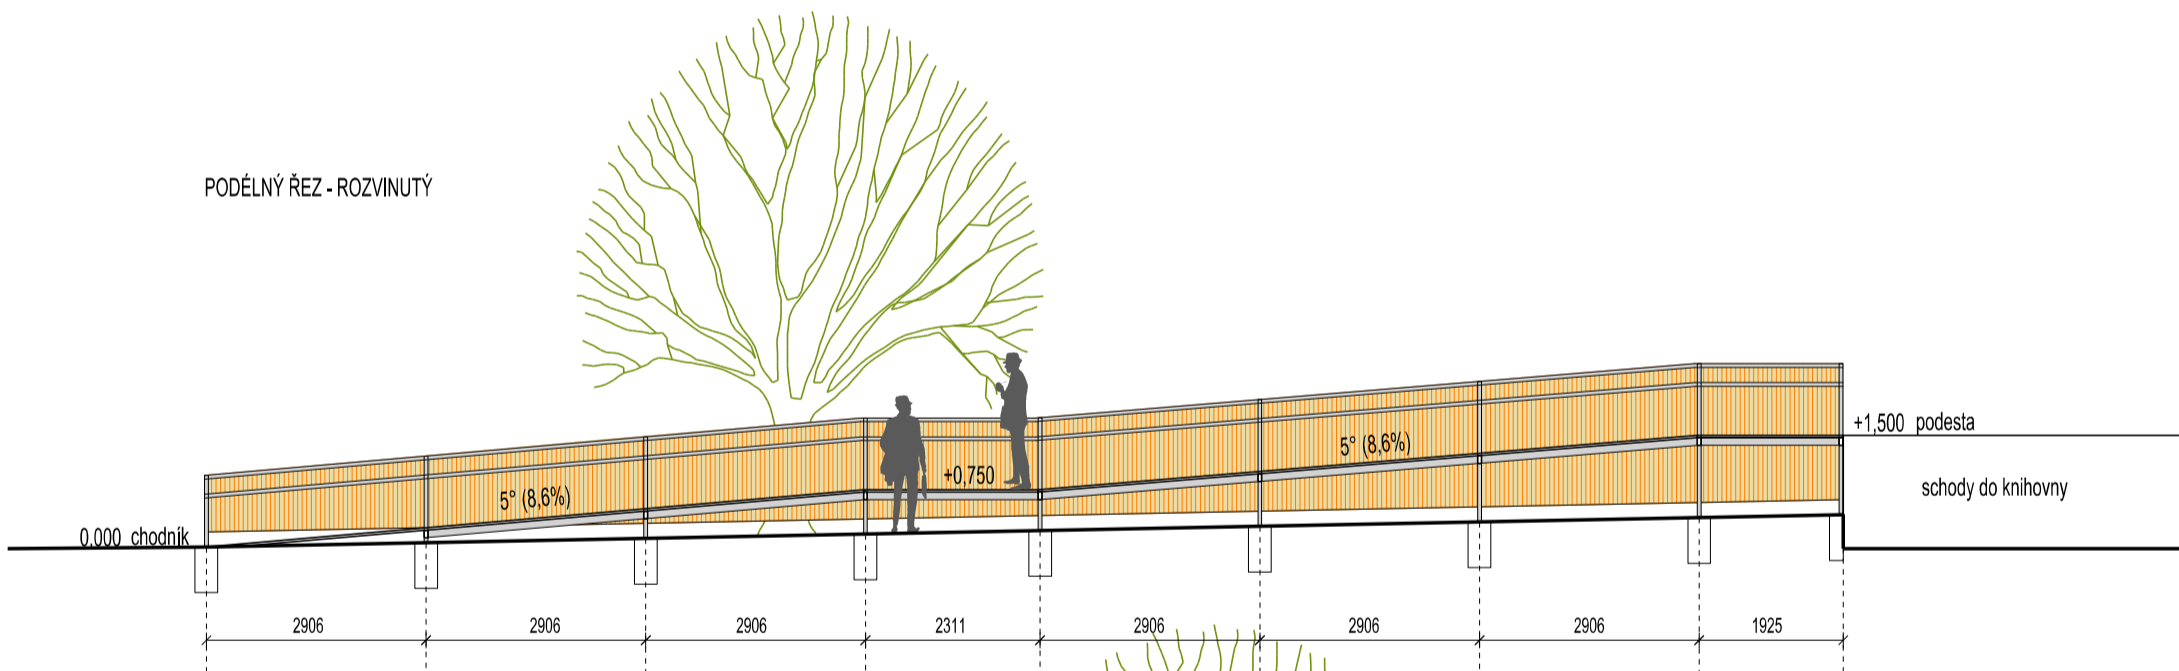 PODÉLNÝ ŘEZ - ROZVINUTÝ
+1,500 podesta
5° (8,6%)
+0,750
5° (8,6%)
schody do knihovny
0,000 chodník
2906 2906 2906 2311 2906 2906 2906 1925